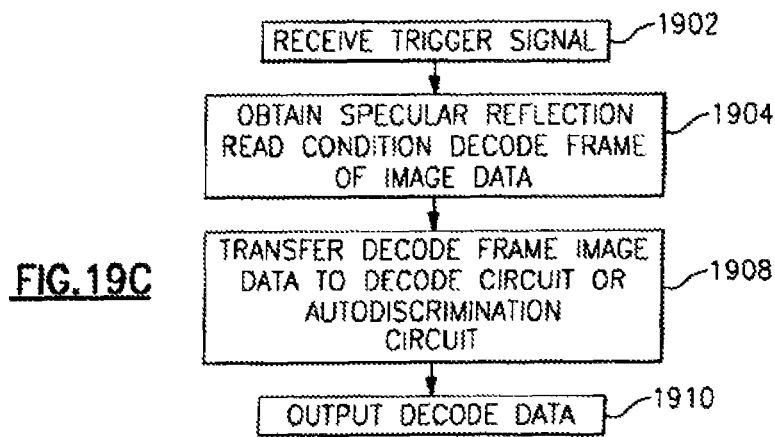 RECEIVE TRIGGER SIGNAL
1902
OBTAIN SPECULAR REFLECTION
READ CONDITION DECODE FRAME
OF IMAGE DATA
1904
TRANSFER DECODE FRAME IMAGE
DATA TO DECODE CIRCUIT OR
AUTODISCRIMINATION
CIRCUIT
1908
FIG.19C
OUTPUT DECODE DATA
1910